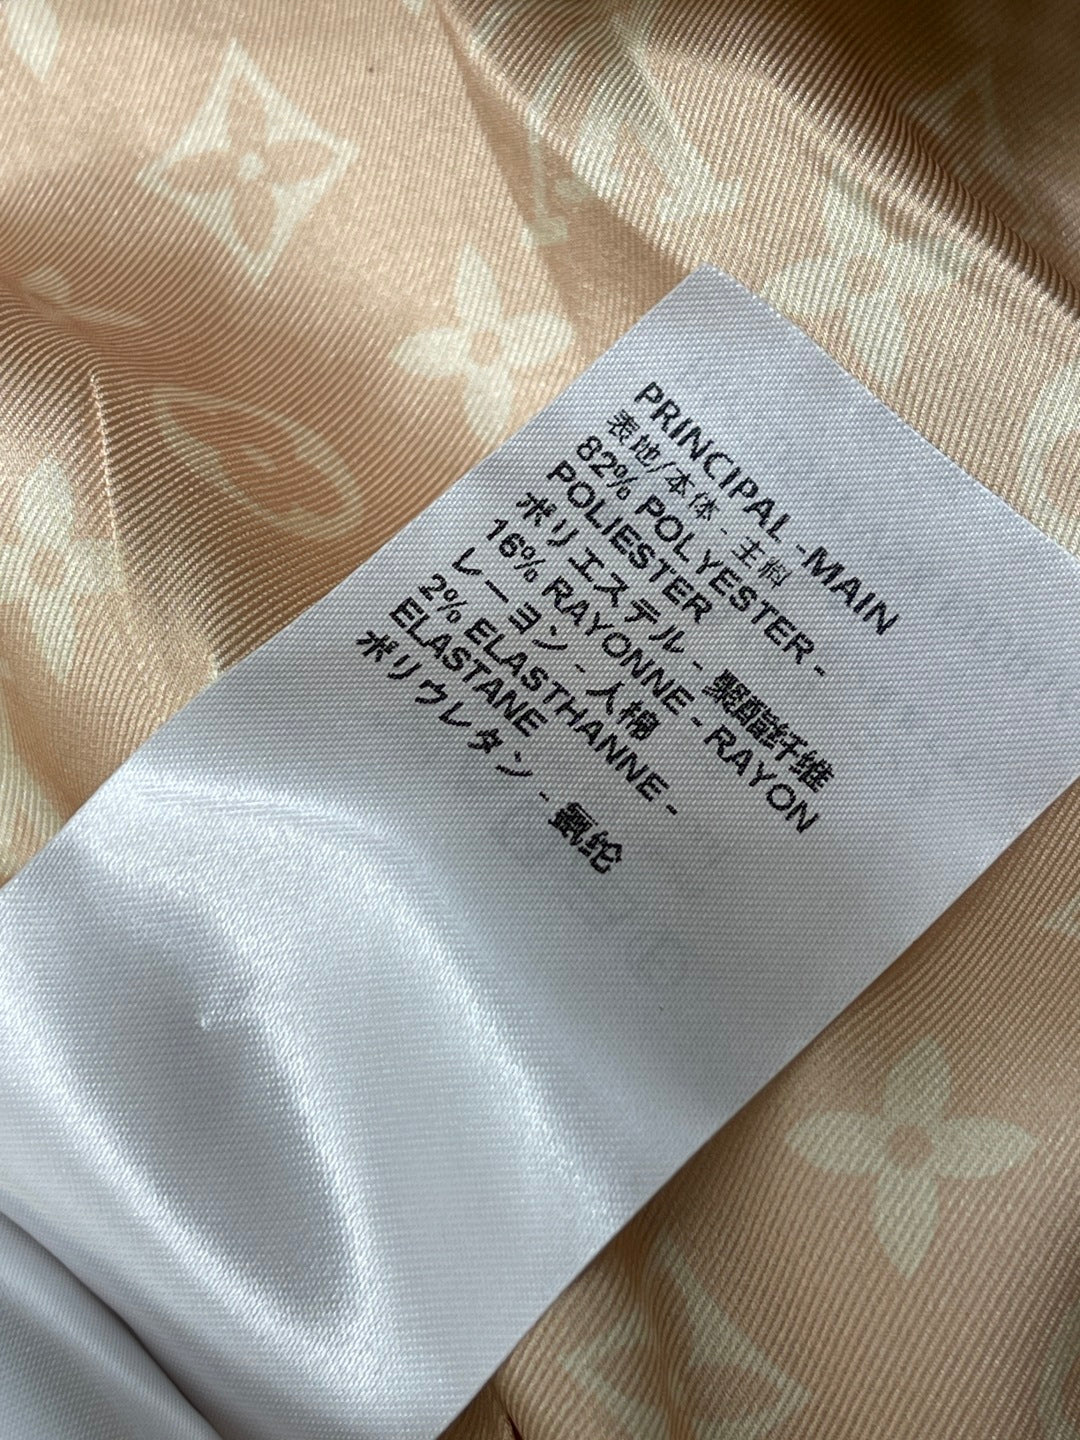 PRINCIPAL -MAIN
表地/本体 - 主料
82% POLYESTER -
POLIESTER
ポリエステル - 聚酯纤维
16% RAYONNE - RAYON
レーヨン - 人棉
2% ELASTHANNE -
ELASTANE
ポリウレタン - 氨纶